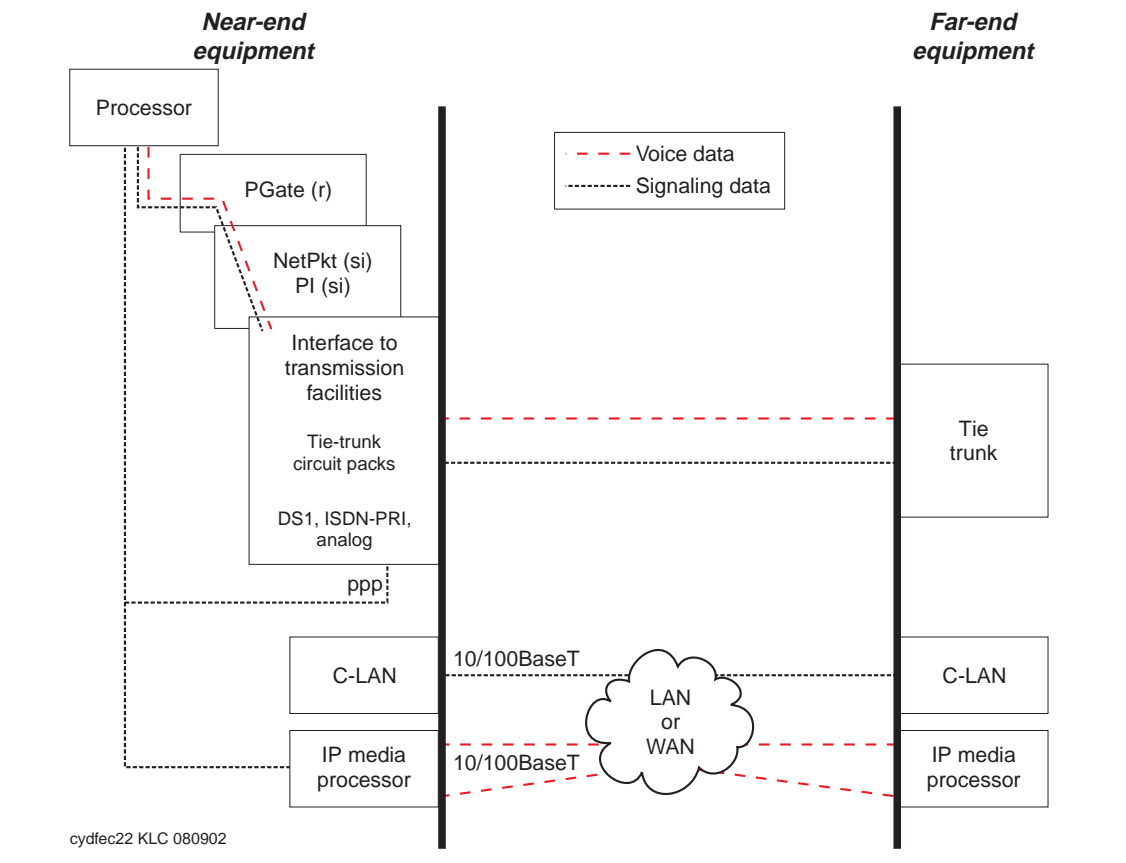 Near-end
equipment
Far-end
equipment
Processor
Voice data
Signaling data
PGate (r)
NetPkt (si)
PI (si)
Interface to
transmission
facilities
Tie-trunk
circuit packs
DS1, ISDN-PRI,
analog
Tie
trunk
ppp
C-LAN
10/100BaseT
LAN
or
WAN
C-LAN
IP media
processor
10/100BaseT
IP media
processor
cydfec22 KLC 080902